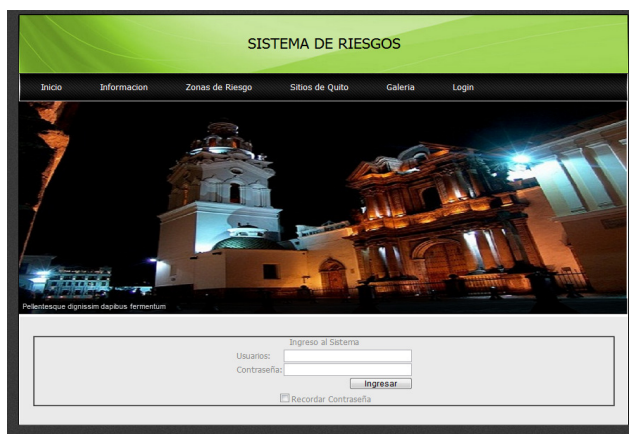 SISTEMA DE RIESGOS
Inicio Informacion Zonas de Riesgo Sitios de Quito Galeria Login
Pellentesque dignissim dapibus fermentum
Ingreso al Sistema
Usuarios:
Contraseña:
Ingresar
Recordar Contraseña